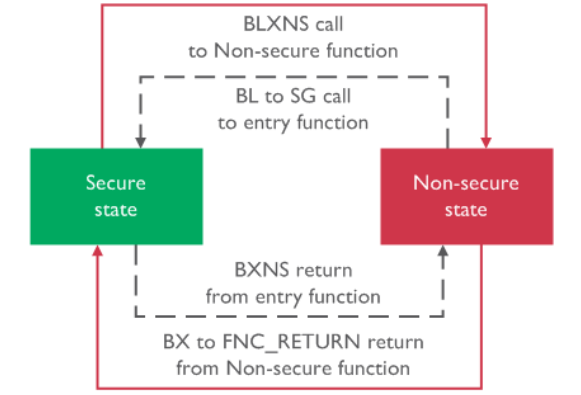 BLXNS call
to Non-secure function
BL to SG call
to entry function
Secure
state
Non-secure
state
BXNS return
from entry function
BX to FNC_RETURN return
from Non-secure function